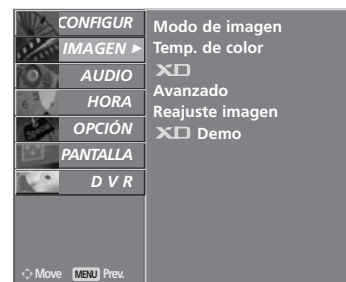 CONFIGUR
IMAGEN ►
AUDIO
HORA
OPCIÓN
PANTALLA
D V R
Move MENU Prev.
Modo de imagen
Temp. de color
XD
Avanzado
Reajuste imagen
XD Demo